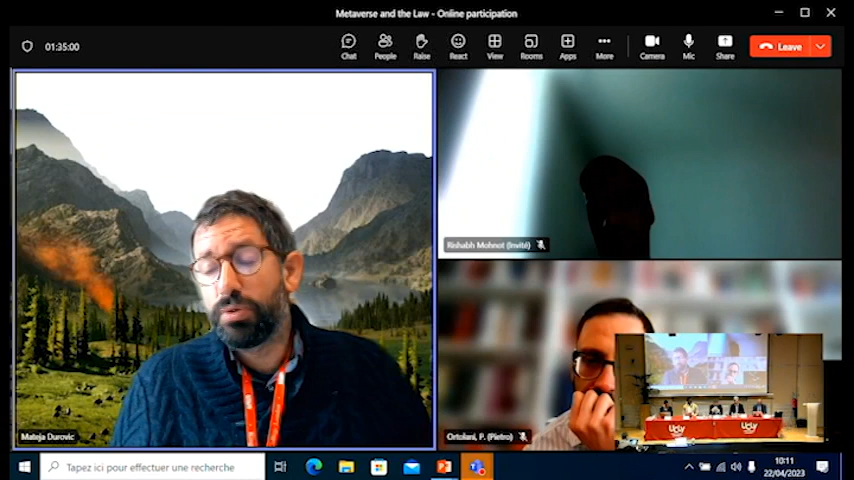 Metaverse and the Law - Online participation
01:35:00
Chat
People
Raise
React
View
Rooms
Apps
More
Camera
Mic
Share
Leave
Rishabh Mohnot (Invité)
Mateja Durovic
Ortolani, P. (Pietro)
UCLy
UCLy
Tapez ici pour effectuer une recherche
10:11
22/04/2023